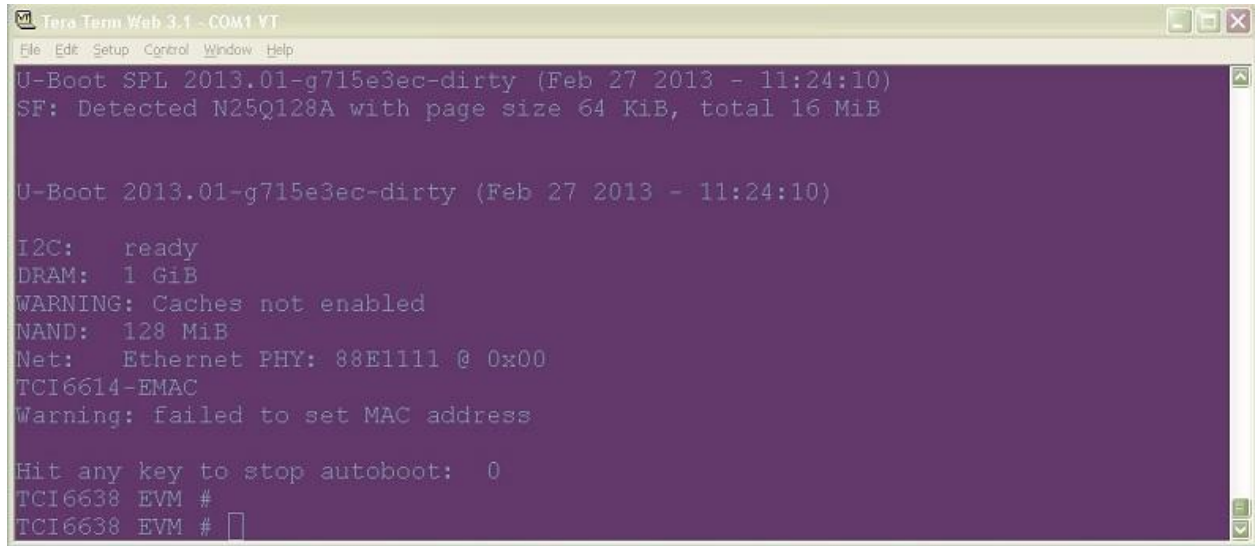 Tera Term Web 3.1 - COM1 VT
File Edit Setup Control Window Help
U-Boot SPL 2013.01-g715e3ec-dirty (Feb 27 2013 - 11:24:10)
SF: Detected N25Q128A with page size 64 KiB, total 16 MiB
U-Boot 2013.01-g715e3ec-dirty (Feb 27 2013 - 11:24:10)
I2C:   ready
DRAM:  1 GiB
WARNING: Caches not enabled
NAND:  128 MiB
Net:   Ethernet PHY: 88E1111 @ 0x00
TCI6614-EMAC
Warning: failed to set MAC address
Hit any key to stop autoboot:  0
TCI6638 EVM #
TCI6638 EVM #